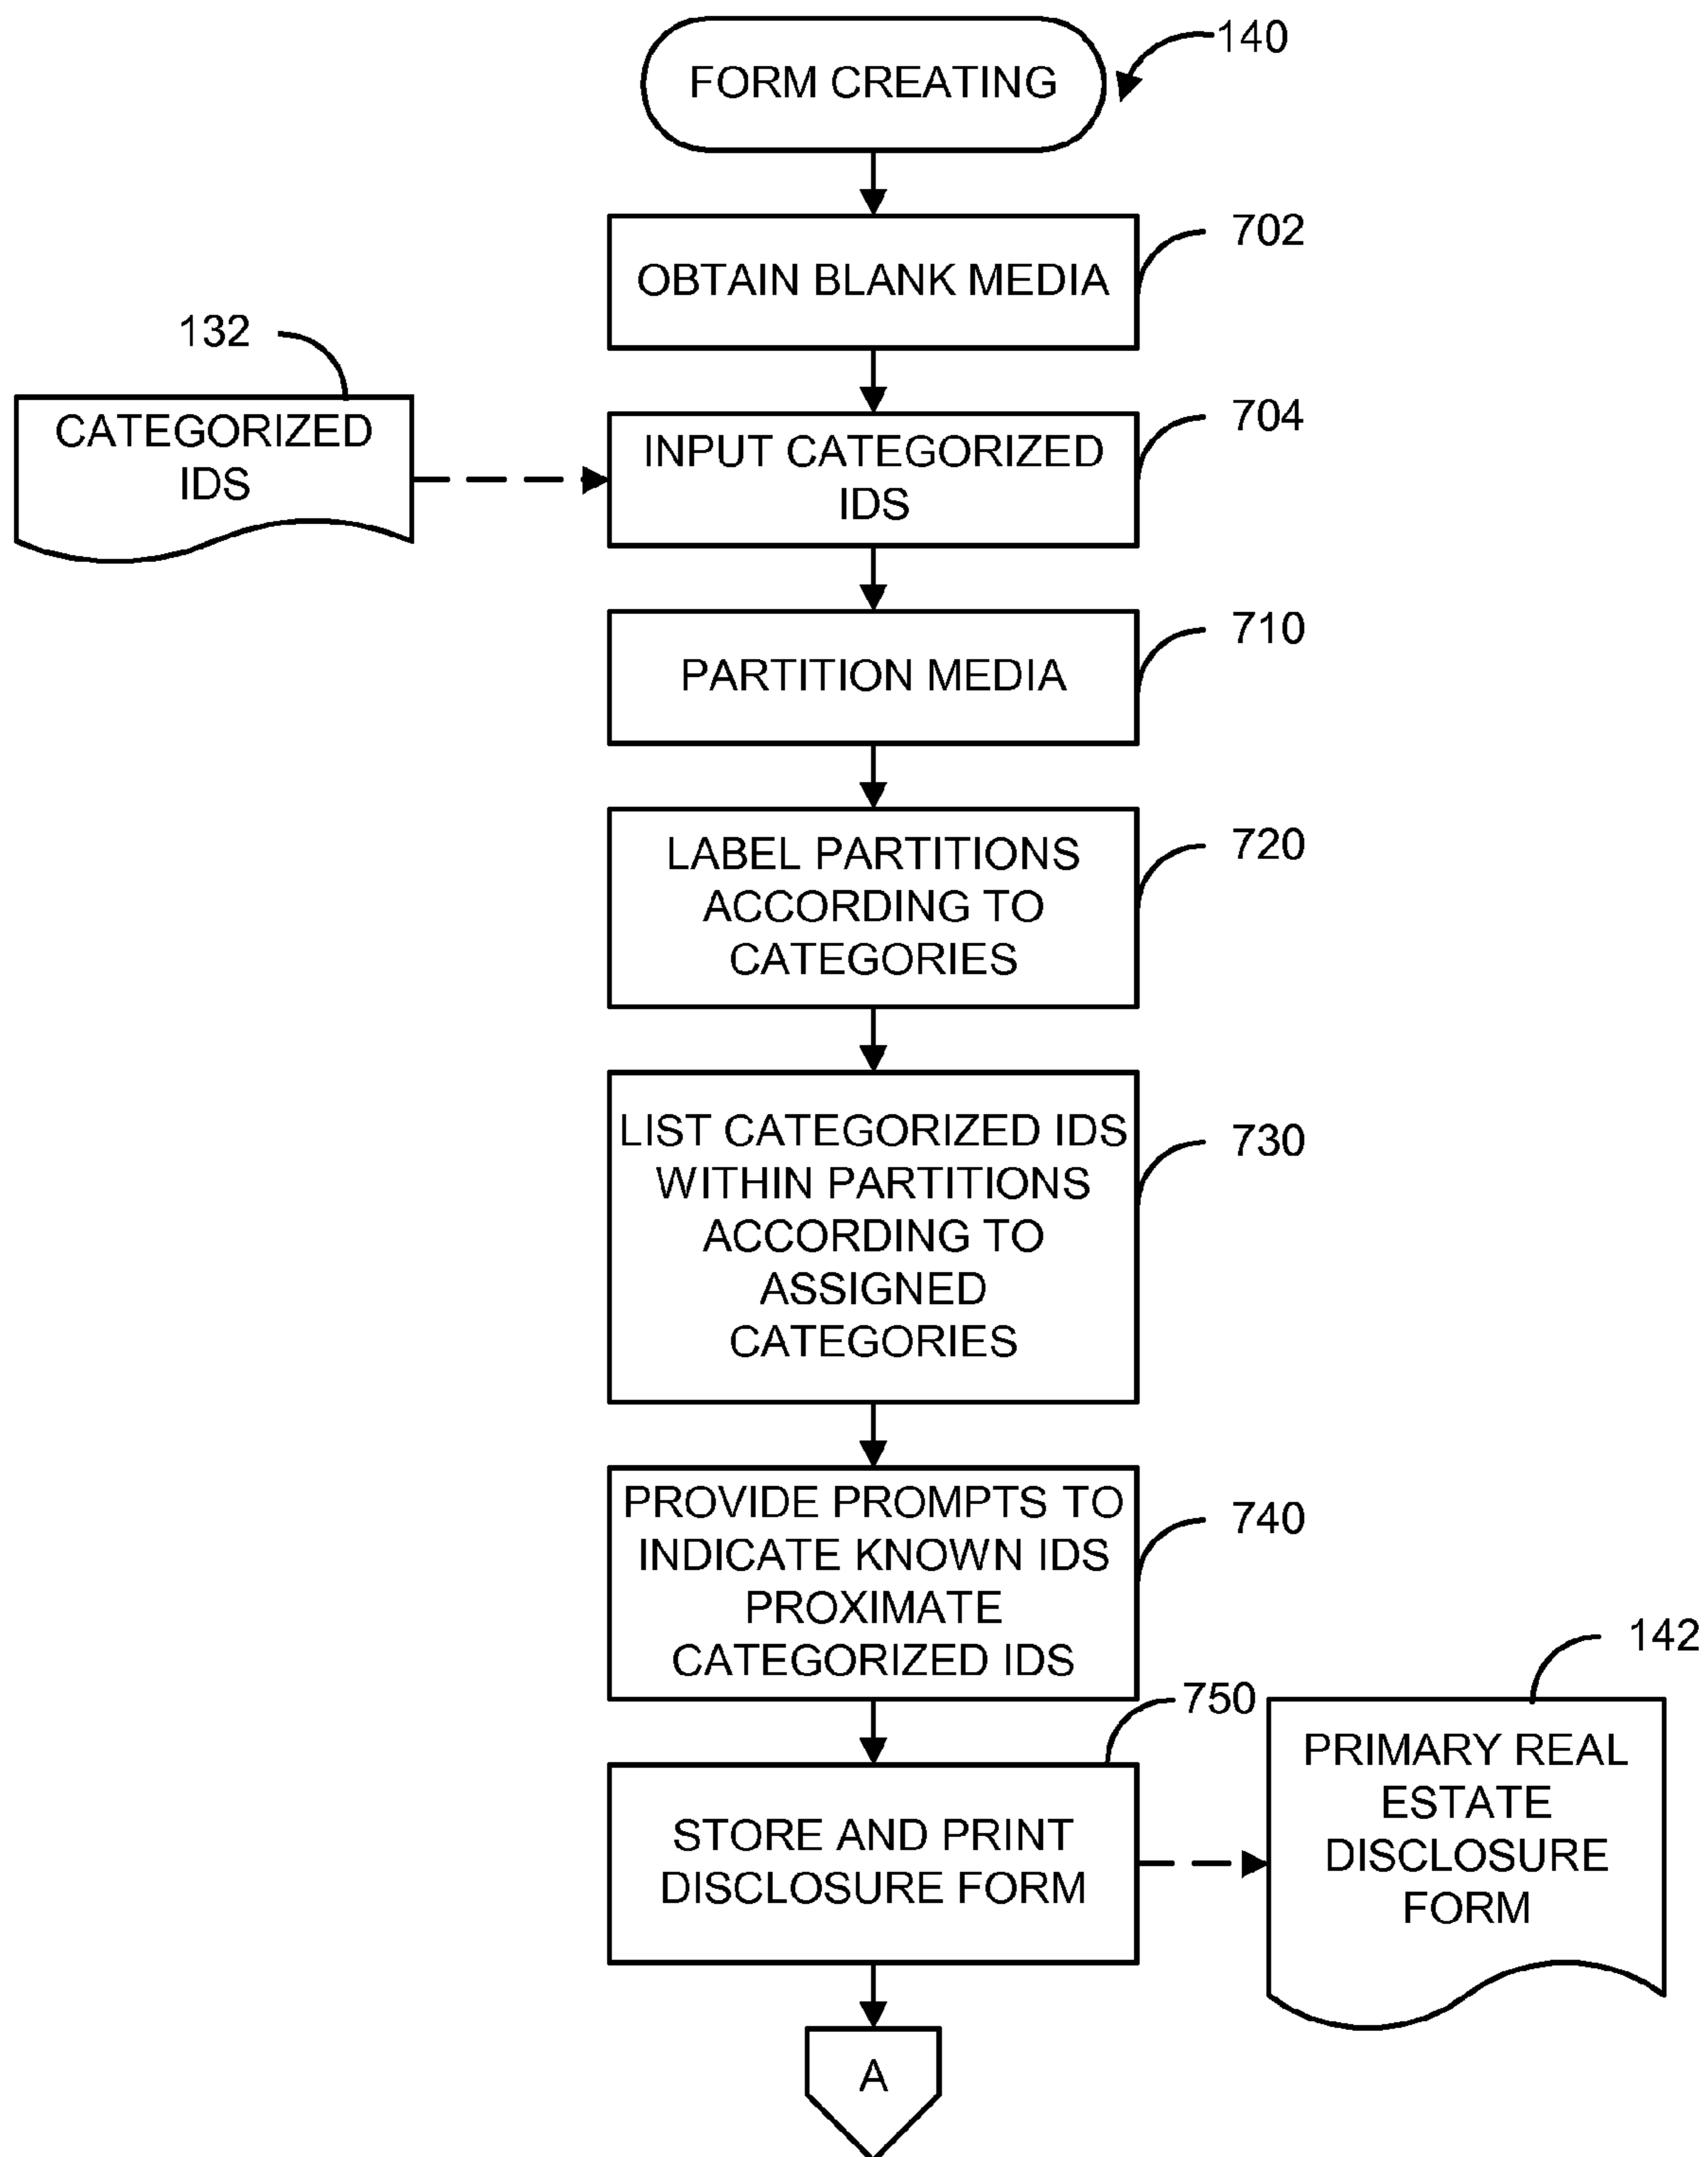 FORM CREATING
140
OBTAIN BLANK MEDIA
702
132
CATEGORIZED
IDS
INPUT CATEGORIZED
IDS
704
PARTITION MEDIA
710
LABEL PARTITIONS
ACCORDING TO
CATEGORIES
720
LIST CATEGORIZED IDS
WITHIN PARTITIONS
ACCORDING TO
ASSIGNED
CATEGORIES
730
PROVIDE PROMPTS TO
INDICATE KNOWN IDS
PROXIMATE
CATEGORIZED IDS
740
STORE AND PRINT
DISCLOSURE FORM
750
142
PRIMARY REAL
ESTATE
DISCLOSURE
FORM
A